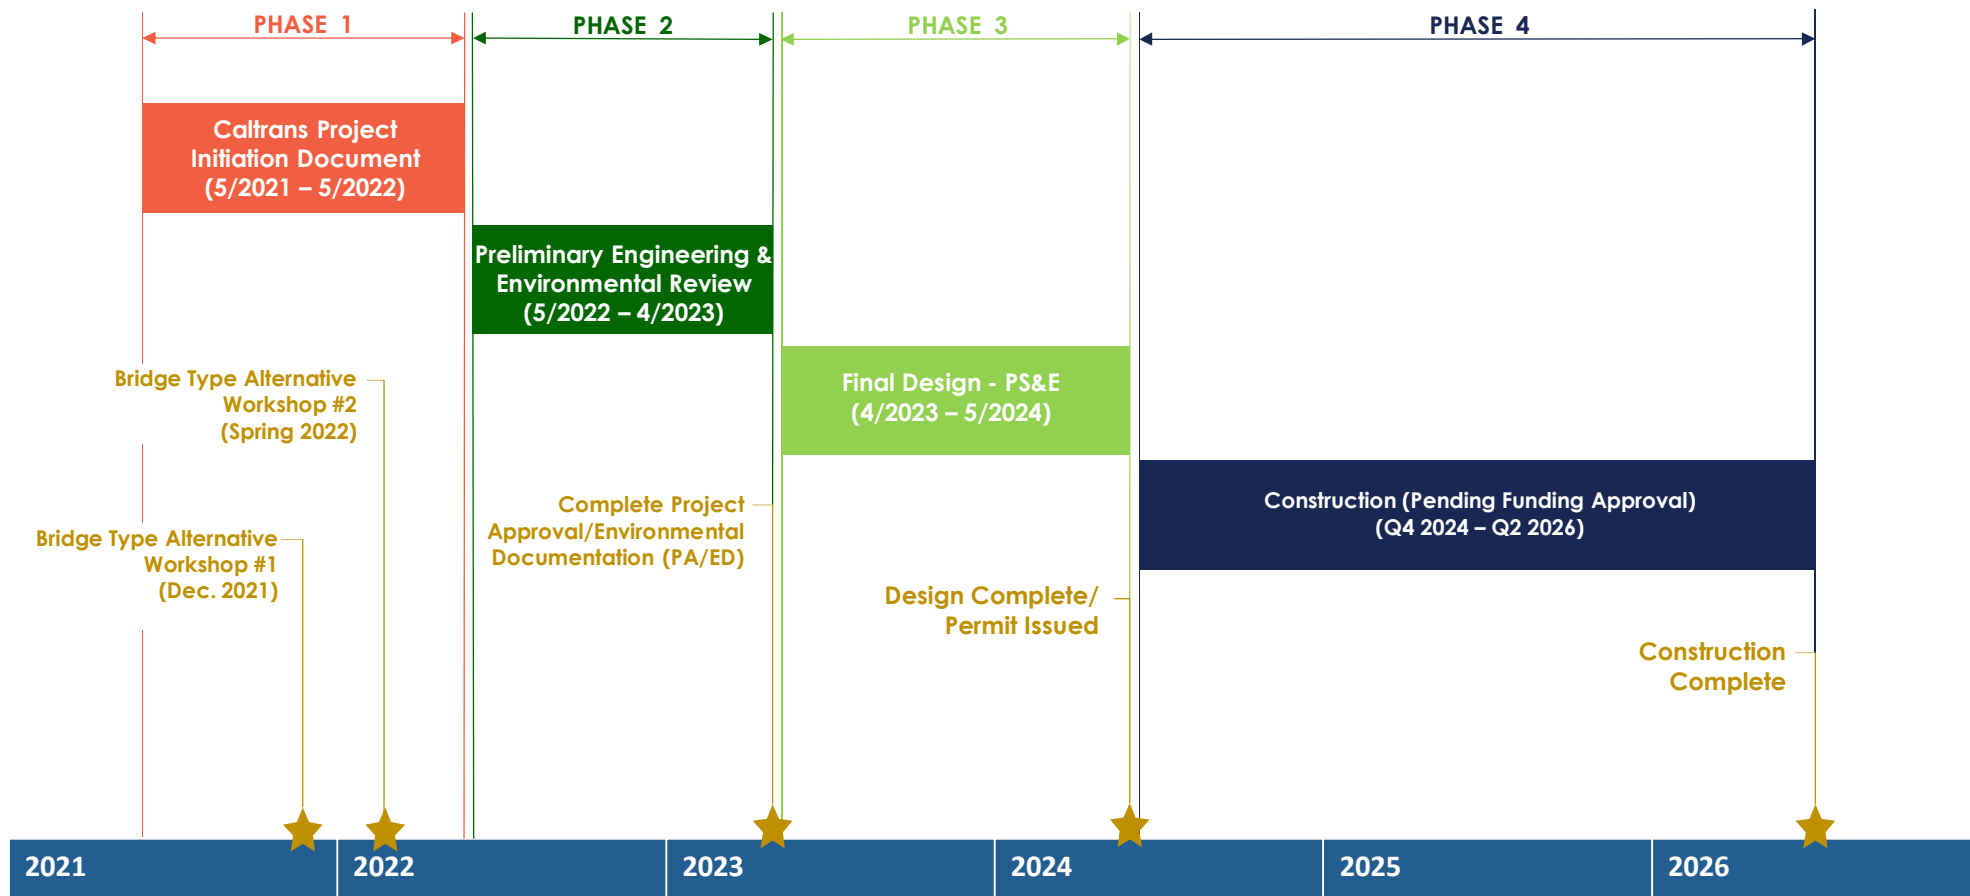 PHASE 1
PHASE 2
PHASE 3
PHASE 4
Caltrans Project
Initiation Document
(5/2021 – 5/2022)
Preliminary Engineering &
Environmental Review
(5/2022 – 4/2023)
Final Design - PS&E
(4/2023 – 5/2024)
Construction (Pending Funding Approval)
(Q4 2024 – Q2 2026)
Bridge Type Alternative
Workshop #2
(Spring 2022)
Bridge Type Alternative
Workshop #1
(Dec. 2021)
Complete Project
Approval/Environmental
Documentation (PA/ED)
Design Complete/
Permit Issued
Construction
Complete
2021
2022
2023
2024
2025
2026